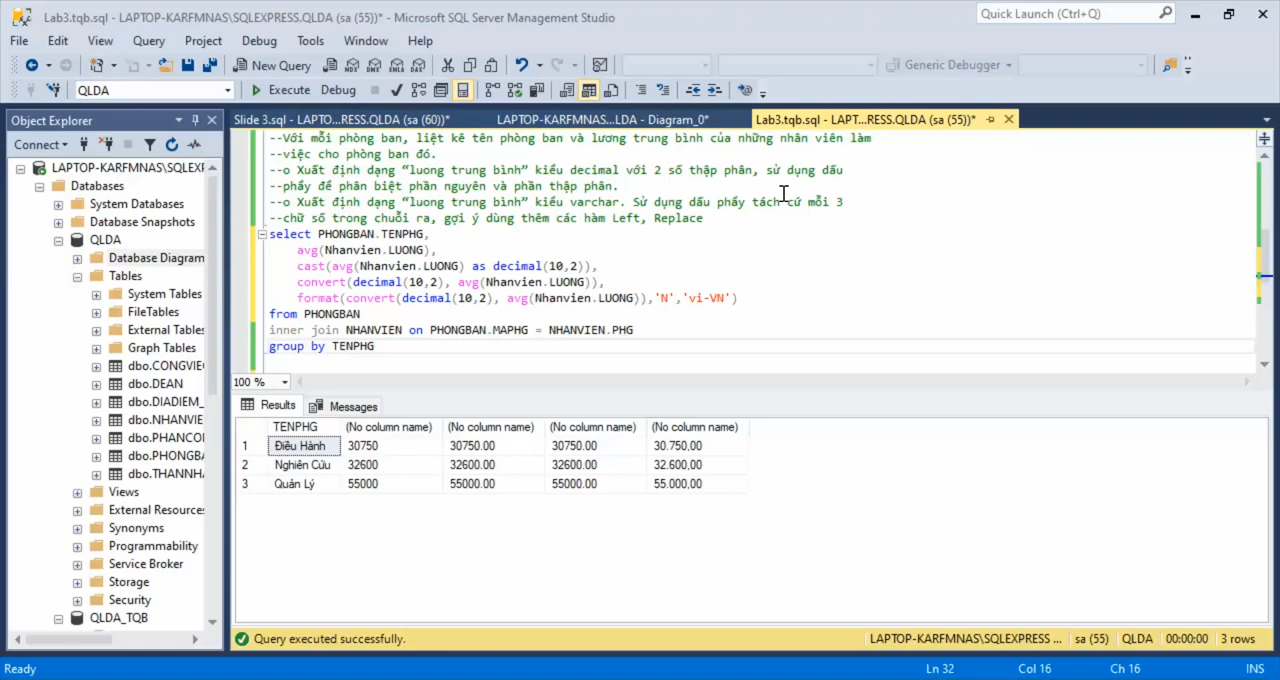 Lab3.tqb.sql - LAPTOP-KARFMNAS\SQLEXPRESS.QLDA (sa (55))* - Microsoft SQL Server Management Studio
Quick Launch (Ctrl+Q)
File Edit View Query Project Debug Tools Window Help
New Query
MDX DMX XMLA DAX
Generic Debugger
QLDA
Execute Debug
Object Explorer
Slide 3.sql - LAPTO...RESS.QLDA (sa (60))*
LAPTOP-KARFMNAS...LDA - Diagram_0*
Lab3.tqb.sql - LAPT...RESS.QLDA (sa (55))*
Connect
LAPTOP-KARFMNAS\SQLEXF
Databases
System Databases
Database Snapshots
QLDA
Database Diagram
Tables
System Tables
FileTables
External Tables
Graph Tables
dbo.CONGVIE
dbo.DEAN
dbo.DIADIEM_
dbo.NHANVIE
dbo.PHANCO
dbo.PHONGBA
dbo.THANNHA
Views
External Resources
Synonyms
Programmability
Service Broker
Storage
Security
QLDA_TQB
--Với mỗi phòng ban, liệt kê tên phòng ban và lương trung bình của những nhân viên làm
--việc cho phòng ban đó.
--o Xuất định dạng “luong trung bình” kiểu decimal với 2 số thập phân, sử dụng dấu
--phẩy để phân biệt phần nguyên và phần thập phân.
--o Xuất định dạng “luong trung bình” kiểu varchar. Sử dụng dấu phẩy tách cứ mỗi 3
--chữ số trong chuỗi ra, gợi ý dùng thêm các hàm Left, Replace
select PHONGBAN.TENPHG,
avg(Nhanvien.LUONG),
cast(avg(Nhanvien.LUONG) as decimal(10,2)),
convert(decimal(10,2), avg(Nhanvien.LUONG)),
format(convert(decimal(10,2), avg(Nhanvien.LUONG)),'N','vi-VN')
from PHONGBAN
inner join NHANVIEN on PHONGBAN.MAPHG = NHANVIEN.PHG
group by TENPHG
100 %
Results Messages
TENPHG (No column name) (No column name) (No column name) (No column name)
1 Điều Hành 30750 30750.00 30750.00 30.750,00
2 Nghiên Cứu 32600 32600.00 32600.00 32.600,00
3 Quản Lý 55000 55000.00 55000.00 55.000,00
Query executed successfully.
LAPTOP-KARFMNAS\SQLEXPRESS ... sa (55) QLDA 00:00:00 3 rows
Ready
Ln 32 Col 16 Ch 16 INS